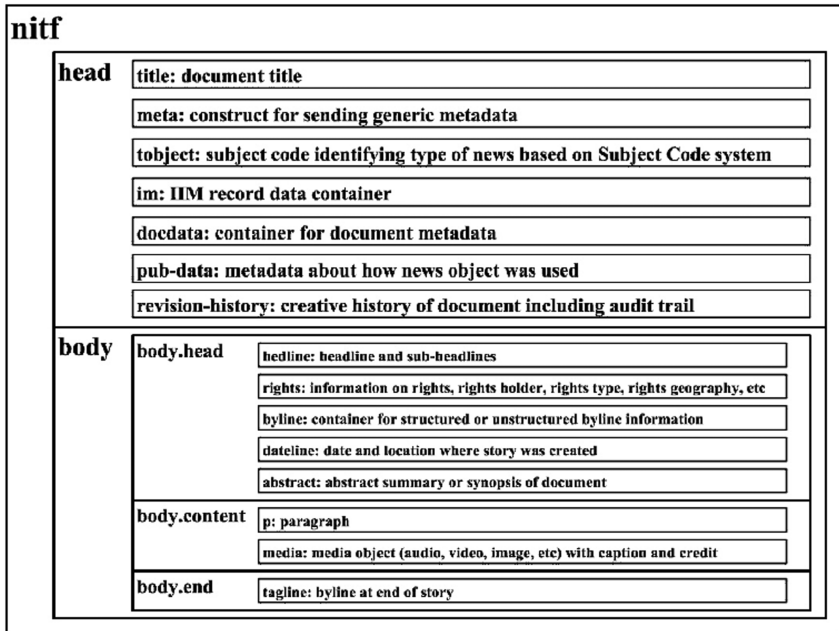 nitf
head
title: document title
meta: construct for sending generic metadata
tobject: subject code identifying type of news based on Subject Code system
im: IIM record data container
docdata: container for document metadata
pub-data: metadata about how news object was used
revision-history: creative history of document including audit trail
body
body.head
hedline: headline and sub-headlines
rights: information on rights, rights holder, rights type, rights geography, etc
byline: container for structured or unstructured byline information
dateline: date and location where story was created
abstract: abstract summary or synopsis of document
body.content
p: paragraph
media: media object (audio, video, image, etc) with caption and credit
body.end
tagline: byline at end of story